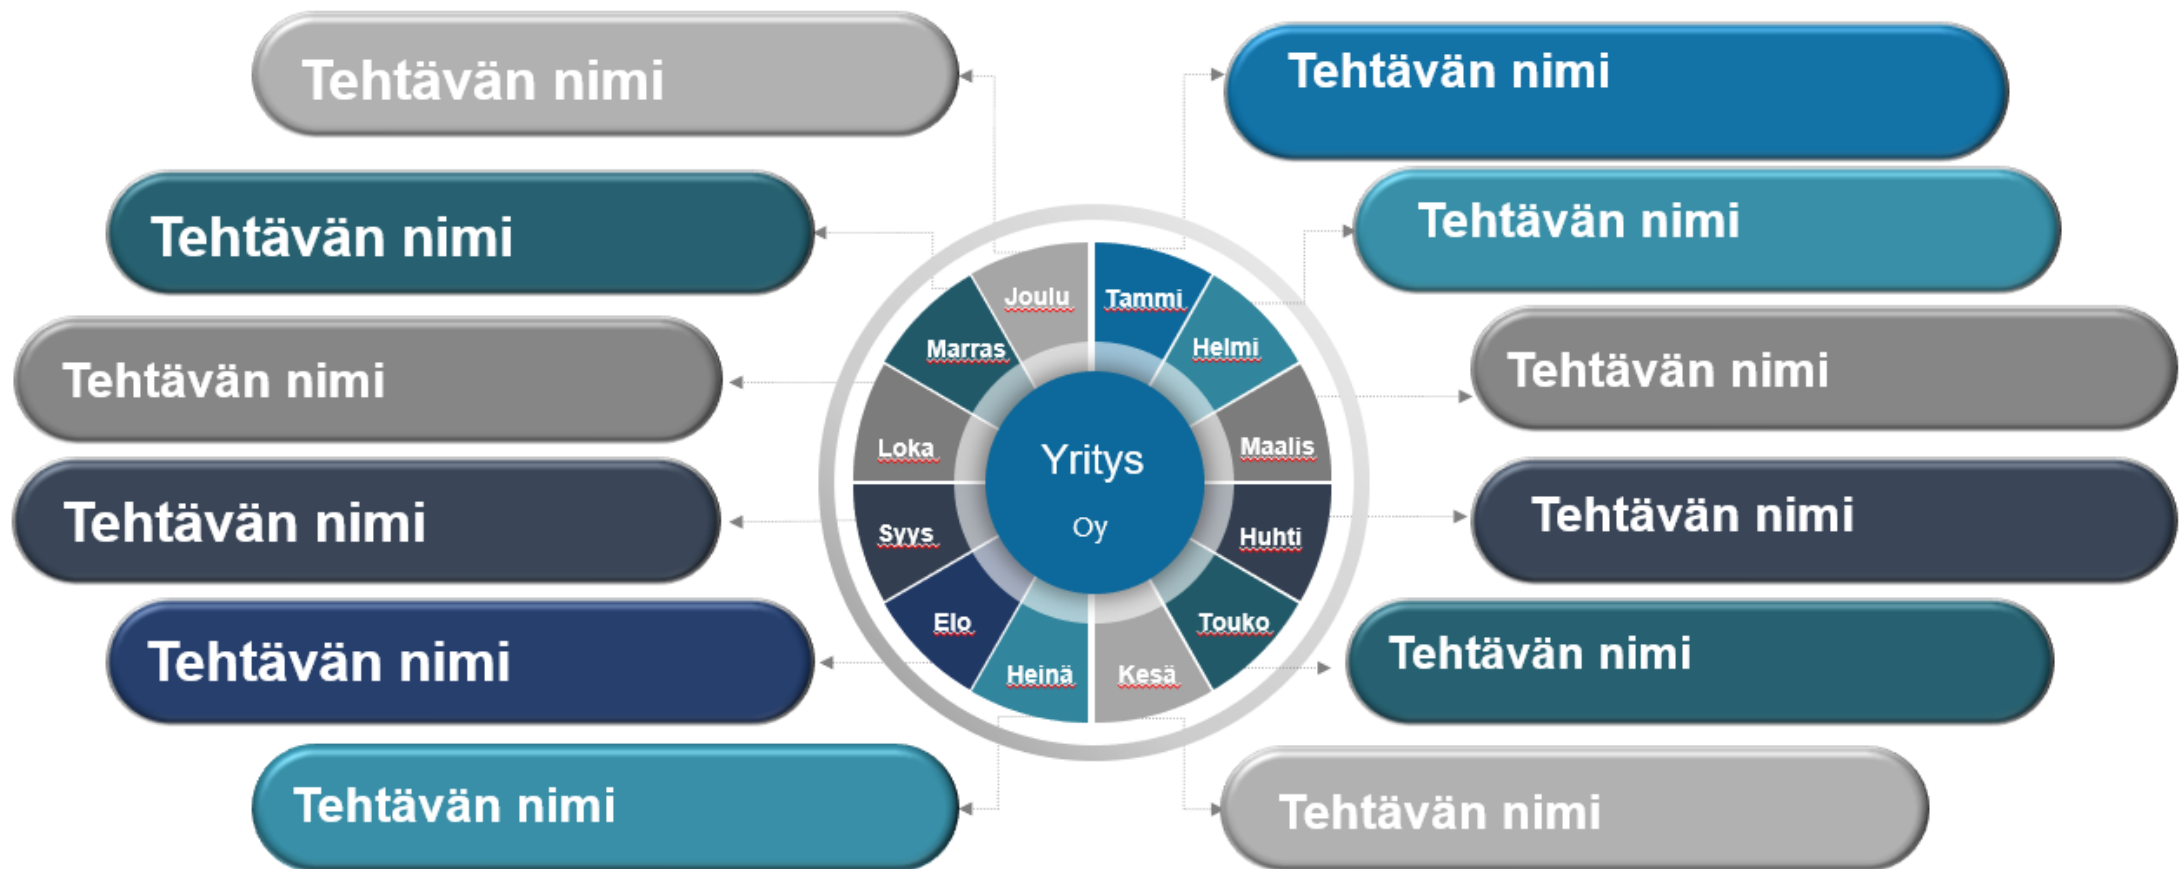 Tehtävän nimi
Tehtävän nimi
Tehtävän nimi
Tehtävän nimi
Tehtävän nimi
Tehtävän nimi
Joulu
Tammi
Marras
Helmi
Loka
Maalis
Yritys
Oy
Syys
Huhti
Elo
Touko
Heinä
Kesä
Tehtävän nimi
Tehtävän nimi
Tehtävän nimi
Tehtävän nimi
Tehtävän nimi
Tehtävän nimi